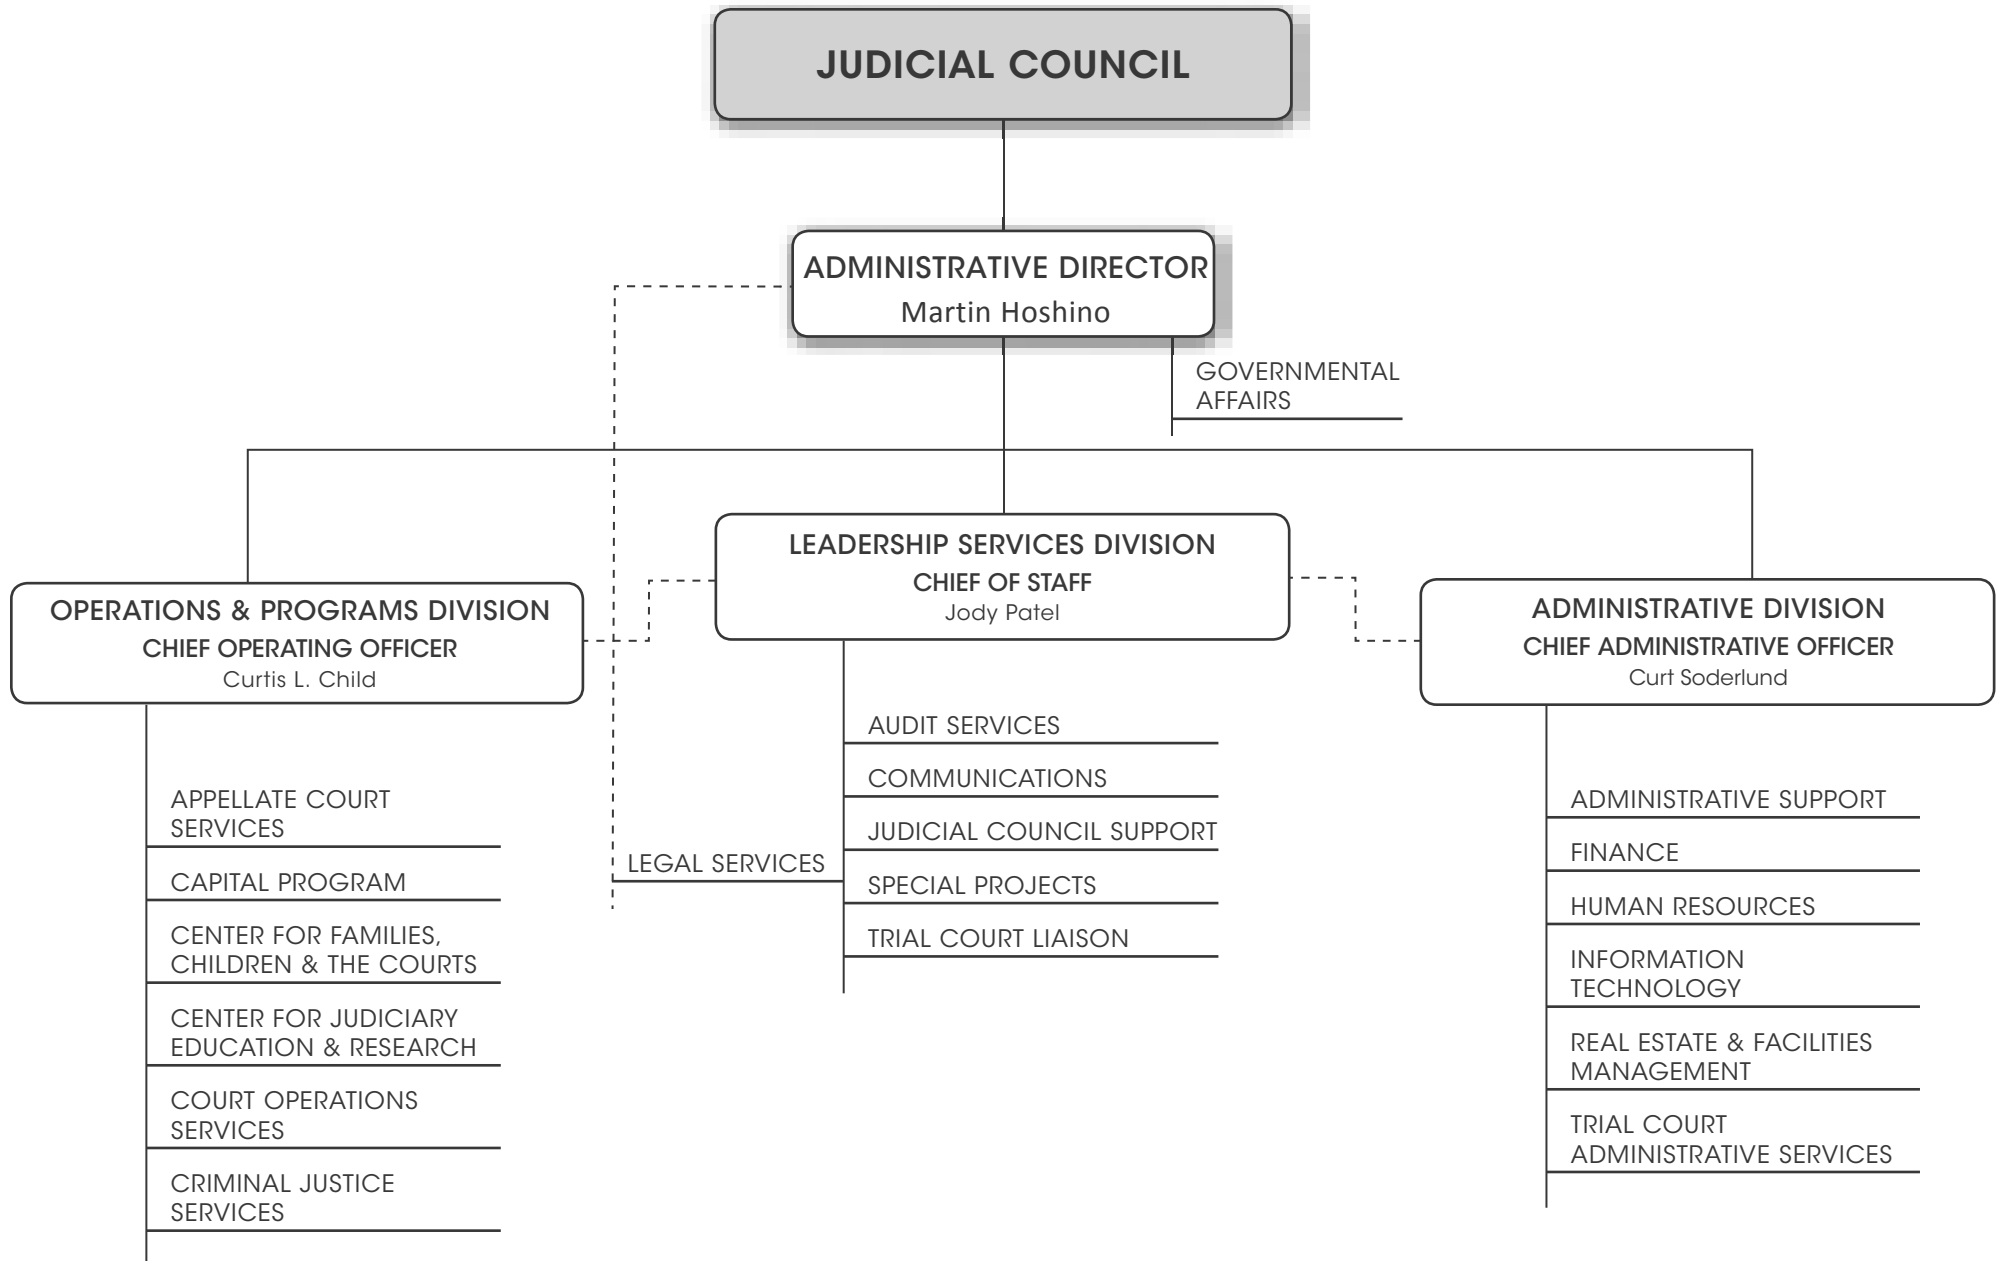 JUDICIAL COUNCIL
ADMINISTRATIVE DIRECTOR
Martin Hoshino
GOVERNMENTAL
AFFAIRS
LEADERSHIP SERVICES DIVISION
CHIEF OF STAFF
Jody Patel
OPERATIONS & PROGRAMS DIVISION
CHIEF OPERATING OFFICER
Curtis L. Child
ADMINISTRATIVE DIVISION
CHIEF ADMINISTRATIVE OFFICER
Curt Soderlund
APPELLATE COURT
SERVICES
CAPITAL PROGRAM
CENTER FOR FAMILIES,
CHILDREN & THE COURTS
CENTER FOR JUDICIARY
EDUCATION & RESEARCH
COURT OPERATIONS
SERVICES
CRIMINAL JUSTICE
SERVICES
LEGAL SERVICES
AUDIT SERVICES
COMMUNICATIONS
JUDICIAL COUNCIL SUPPORT
SPECIAL PROJECTS
TRIAL COURT LIAISON
ADMINISTRATIVE SUPPORT
FINANCE
HUMAN RESOURCES
INFORMATION
TECHNOLOGY
REAL ESTATE & FACILITIES
MANAGEMENT
TRIAL COURT
ADMINISTRATIVE SERVICES